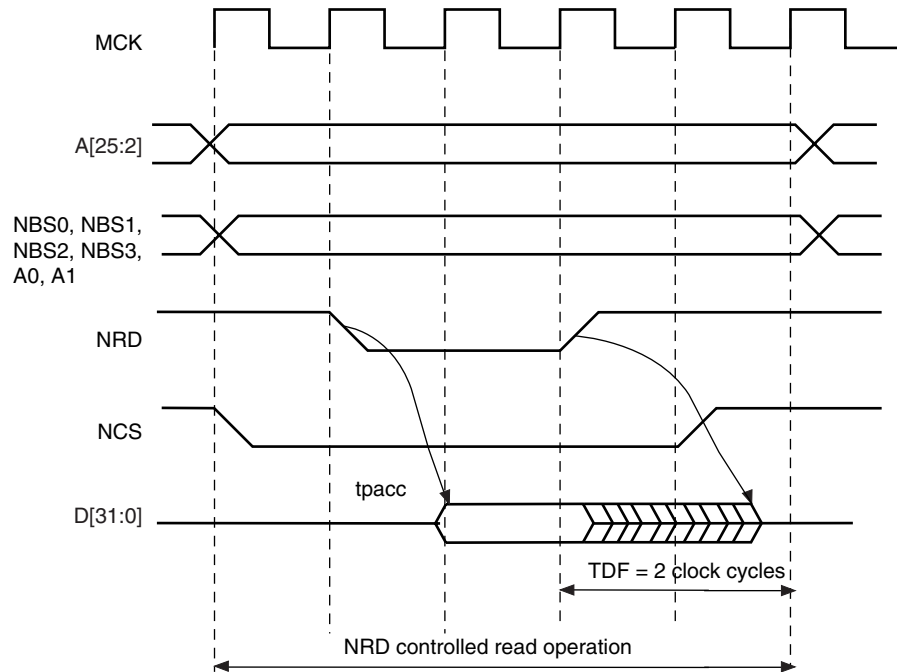 MCK
A[25:2]
NBS0, NBS1,
NBS2, NBS3,
A0, A1
NRD
NCS
tpacc
D[31:0]
TDF = 2 clock cycles
NRD controlled read operation